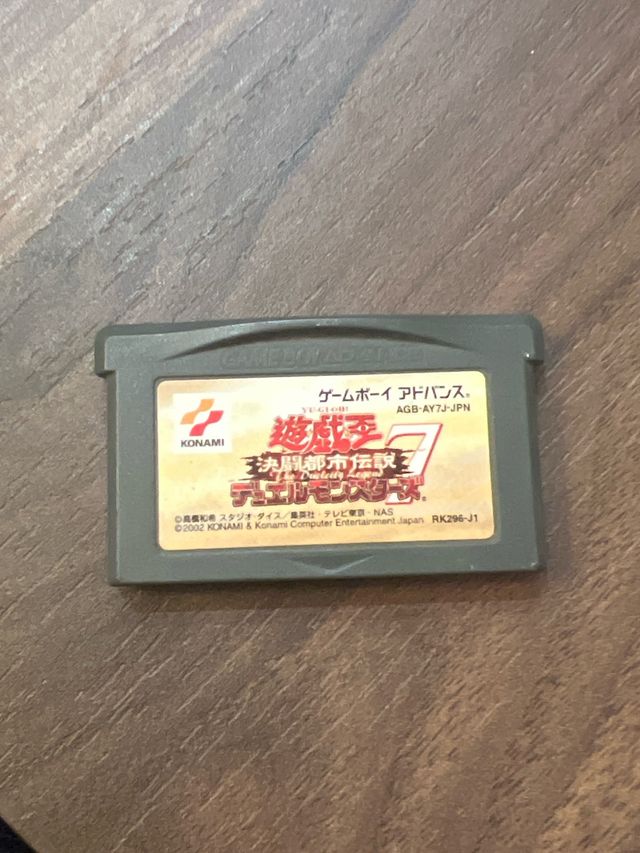 GAME BOY ADVANCE
KONAMI
ゲームボーイ アドバンス®
AGB-AY7J-JPN
YU-GI-OH!
遊戯王
決闘都市伝説
The Duelcity Legend
デュエルモンスターズ7®
©高橋和希 スタジオ・ダイス／集英社・テレビ東京・NAS
©2002 KONAMI & Konami Computer Entertainment Japan
RK296-J1